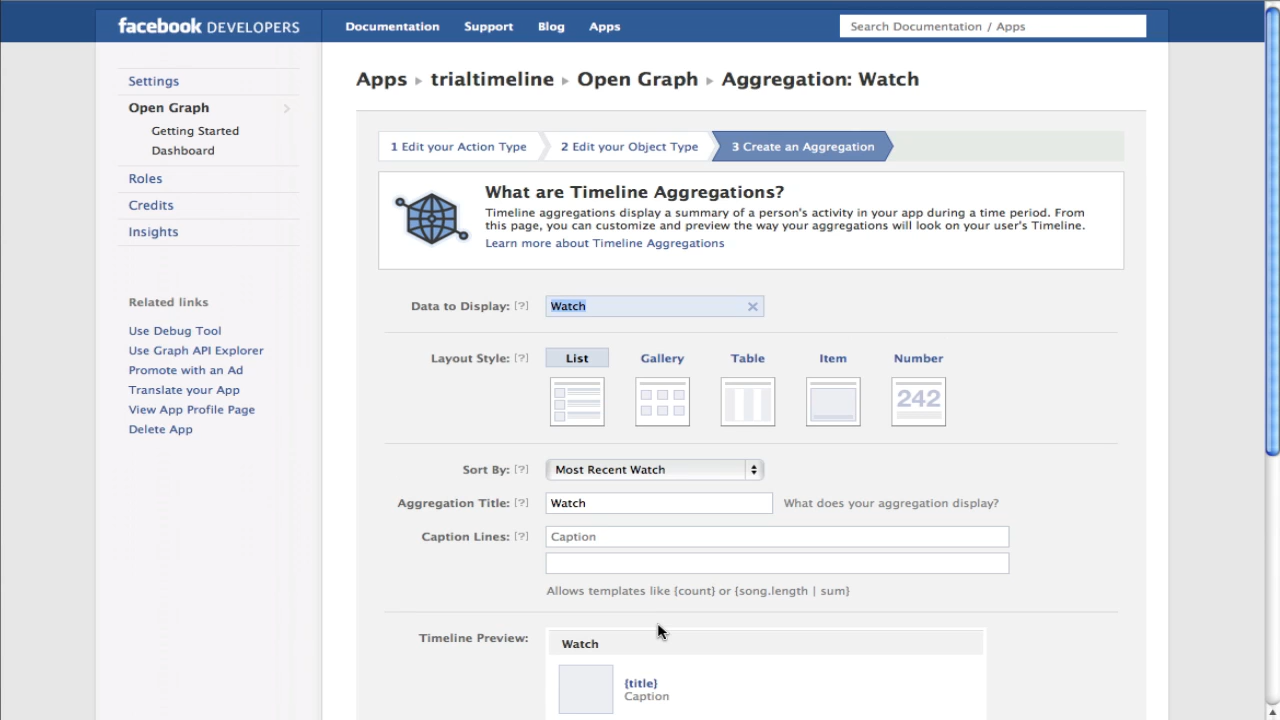 facebook DEVELOPERS
Documentation Support Blog Apps
Search Documentation / Apps
Settings
Open Graph
Getting Started
Dashboard
Roles
Credits
Insights
Related links
Use Debug Tool
Use Graph API Explorer
Promote with an Ad
Translate your App
View App Profile Page
Delete App
Apps ▸ trialtimeline ▸ Open Graph ▸ Aggregation: Watch
1 Edit your Action Type 2 Edit your Object Type 3 Create an Aggregation
What are Timeline Aggregations?
Timeline aggregations display a summary of a person's activity in your app during a time period. From
this page, you can customize and preview the way your aggregations will look on your user's Timeline.
Learn more about Timeline Aggregations
Data to Display: [?] Watch
Layout Style: [?] List Gallery Table Item Number
242
Sort By: [?] Most Recent Watch
Aggregation Title: [?] Watch What does your aggregation display?
Caption Lines: [?] Caption
Allows templates like {count} or {song.length | sum}
Timeline Preview: Watch
{title}
Caption